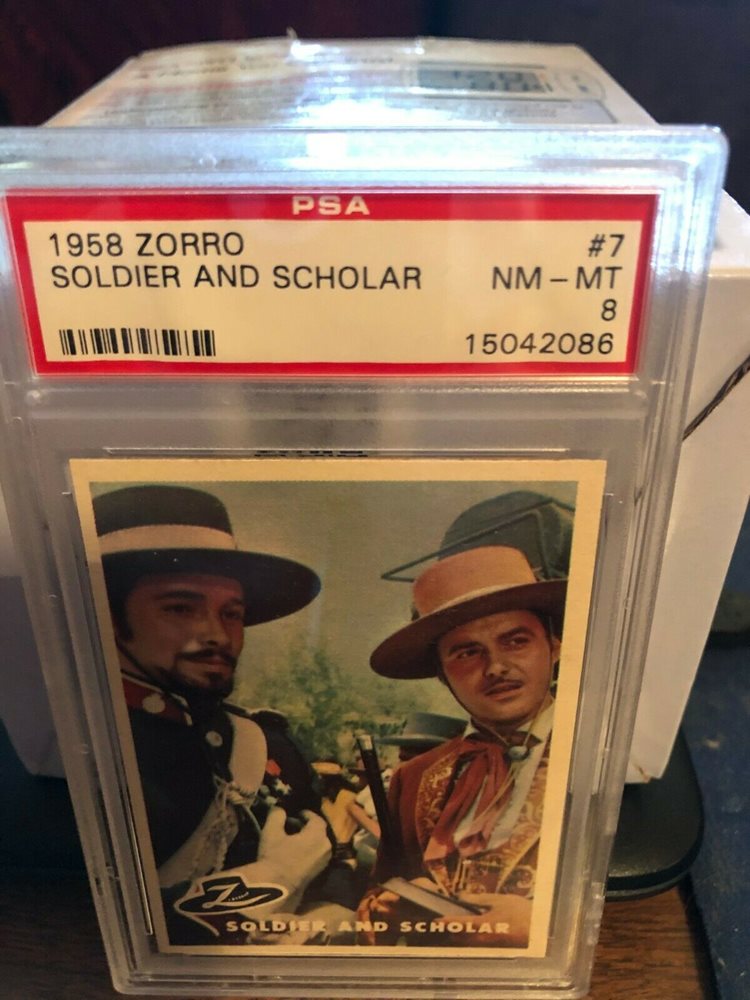 PSA
1958 ZORRO #7
SOLDIER AND SCHOLAR NM - MT
8
15042086
Z
SOLDIER AND SCHOLAR